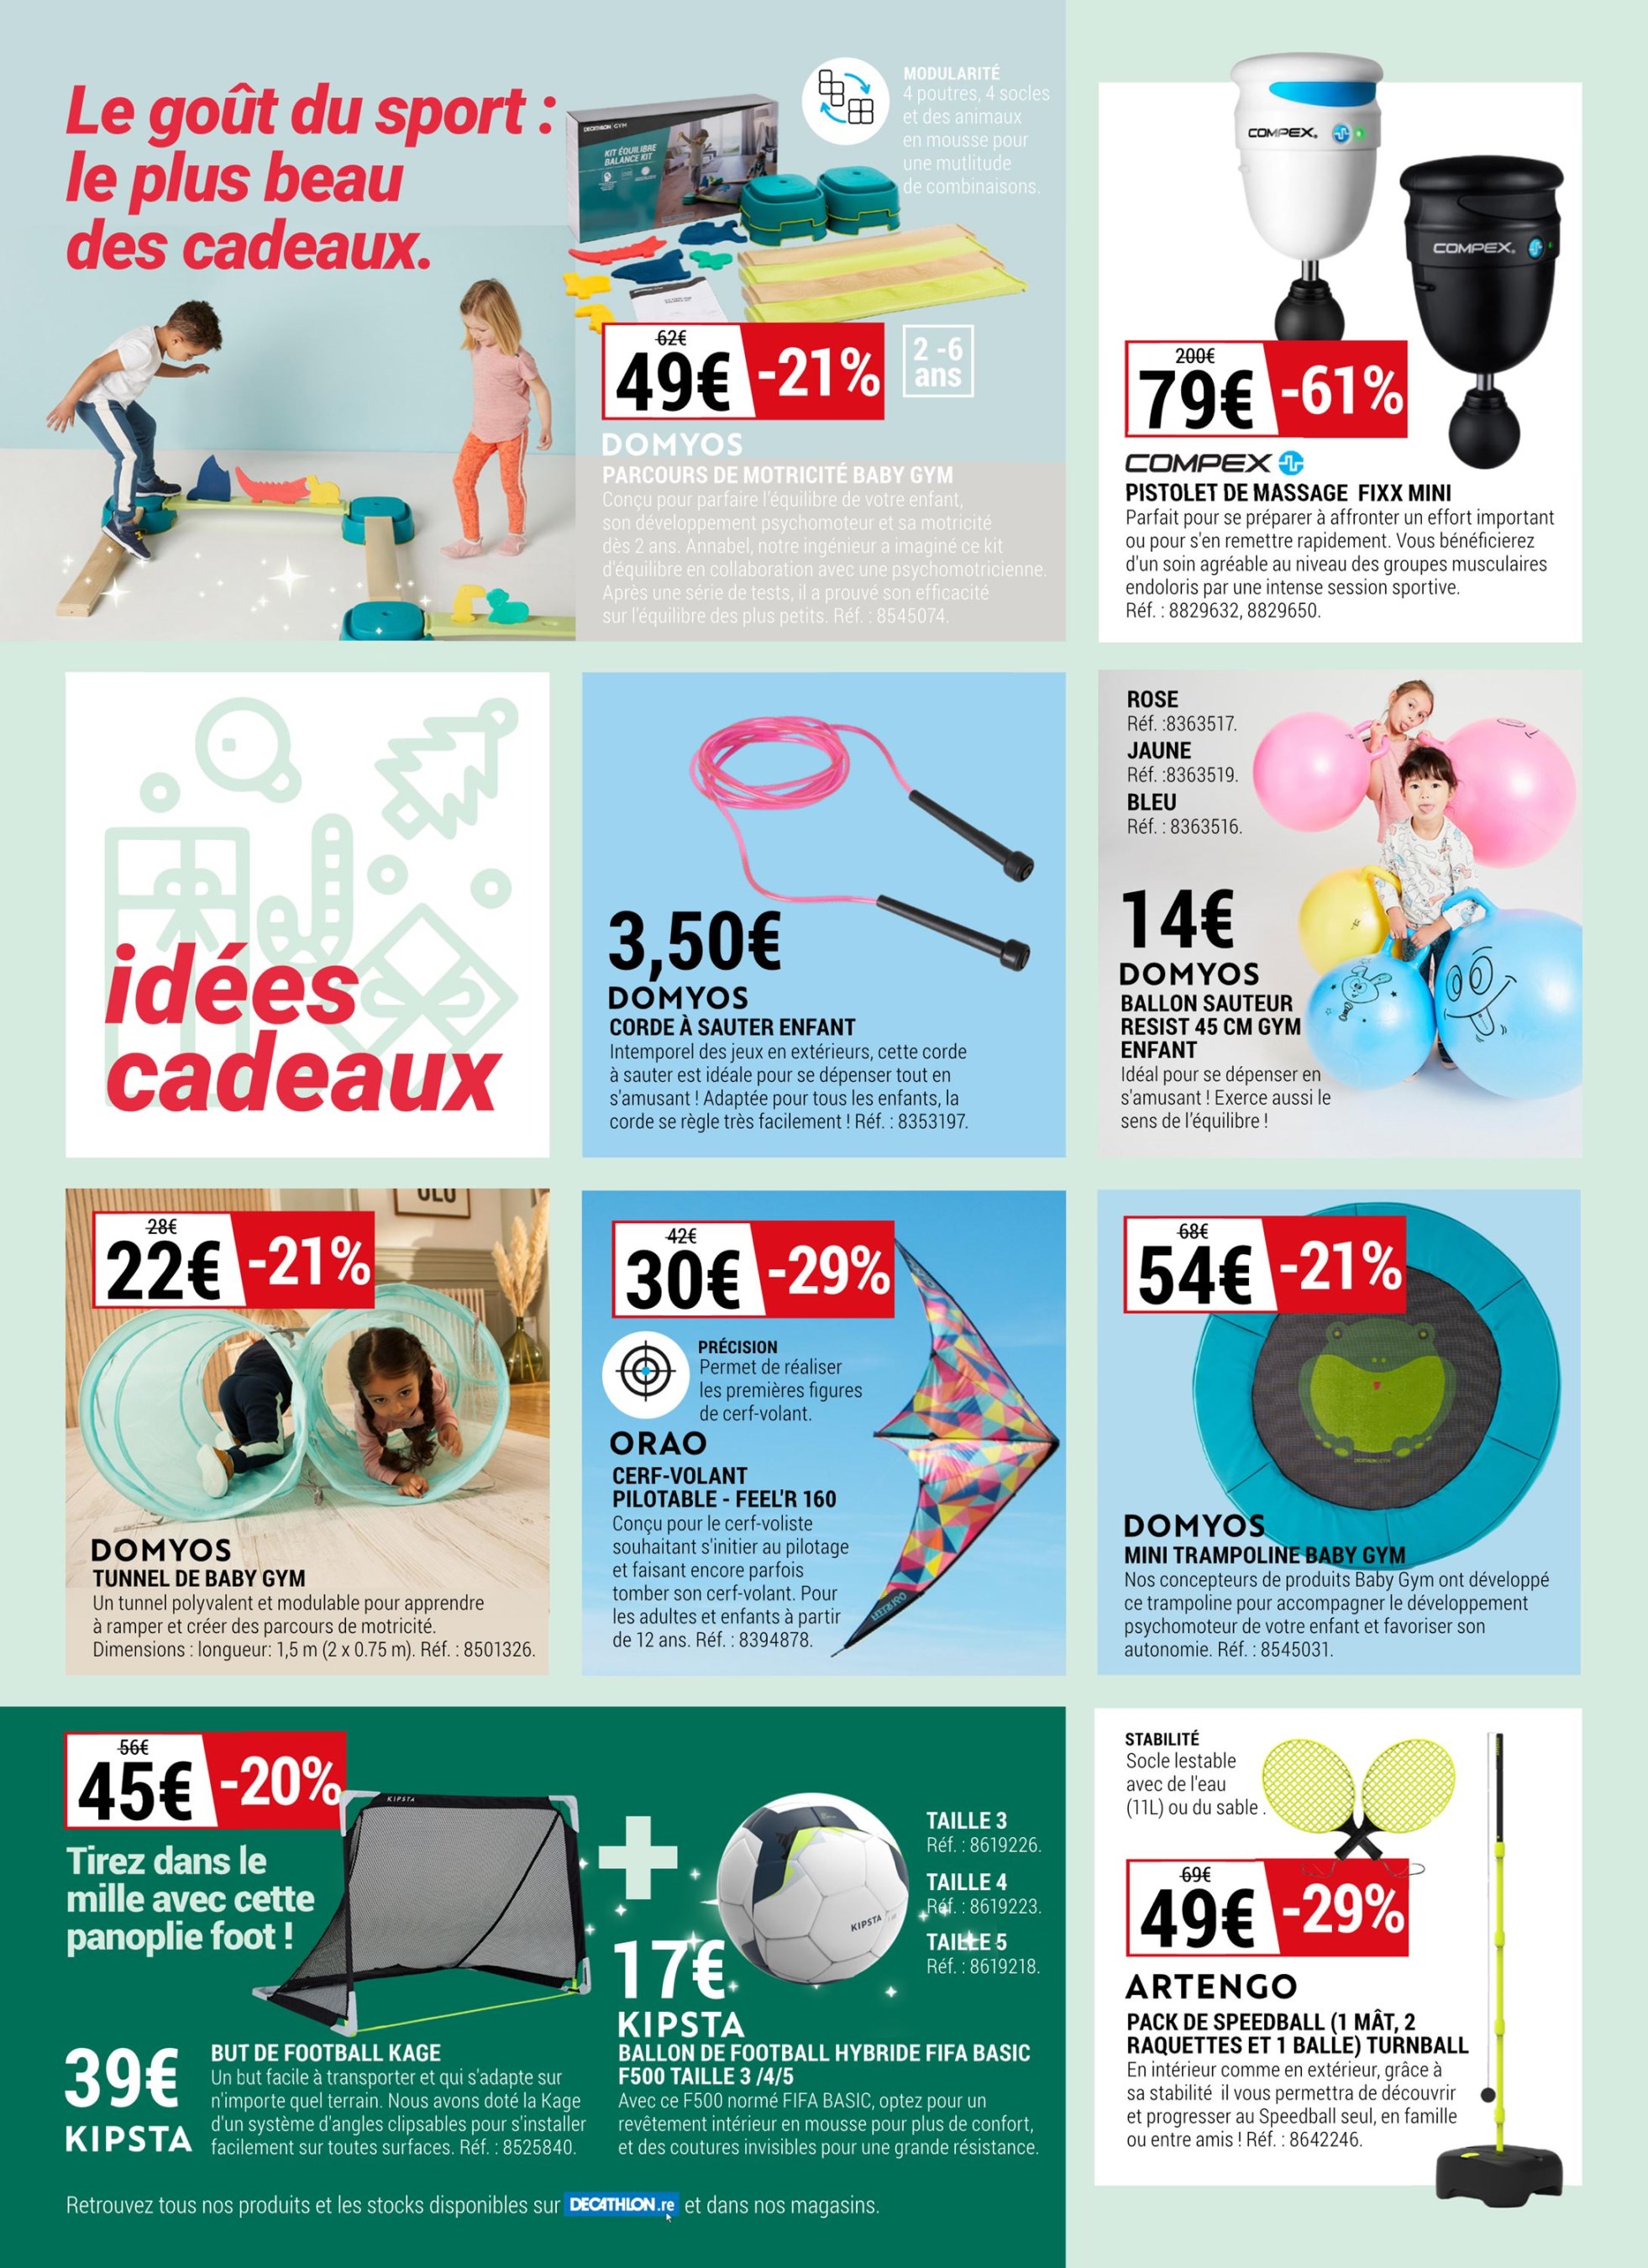 Le goût du sport :
le plus beau
des cadeaux.
DECATHLON GYM
KIT ÉQUILIBRE
BALANCE KIT
MODULARITÉ
4 poutres, 4 socles
et des animaux
en mousse pour
une mutlitude
de combinaisons.
62€
49€ -21%
2 -6
ans
DOMYOS
PARCOURS DE MOTRICITÉ BABY GYM
Conçu pour parfaire l'équilibre de votre enfant,
son développement psychomoteur et sa motricité
dès 2 ans. Annabel, notre ingénieur a imaginé ce kit
d'équilibre en collaboration avec une psychomotricienne.
Après une série de tests, il a prouvé son efficacité
sur l'équilibre des plus petits. Réf. : 8545074.
COMPEX
COMPEX
200€
79€ -61%
COMPEX
PISTOLET DE MASSAGE FIXX MINI
Parfait pour se préparer à affronter un effort important
ou pour s'en remettre rapidement. Vous bénéficierez
d'un soin agréable au niveau des groupes musculaires
endoloris par une intense session sportive.
Réf. : 8829632, 8829650.
idées
cadeaux
3,50€
DOMYOS
CORDE À SAUTER ENFANT
Intemporel des jeux en extérieurs, cette corde
à sauter est idéale pour se dépenser tout en
s'amusant ! Adaptée pour tous les enfants, la
corde se règle très facilement ! Réf. : 8353197.
ROSE
Réf. :8363517.
JAUNE
Réf. :8363519.
BLEU
Réf. : 8363516.
14€
DOMYOS
BALLON SAUTEUR
RESIST 45 CM GYM
ENFANT
Idéal pour se dépenser en
s'amusant ! Exerce aussi le
sens de l'équilibre !
28€
22€ -21%
DOMYOS
TUNNEL DE BABY GYM
Un tunnel polyvalent et modulable pour apprendre
à ramper et créer des parcours de motricité.
Dimensions : longueur: 1,5 m (2 x 0.75 m). Réf. : 8501326.
42€
30€ -29%
PRÉCISION
Permet de réaliser
les premières figures
de cerf-volant.
ORAO
CERF-VOLANT
PILOTABLE - FEEL'R 160
Conçu pour le cerf-voliste
souhaitant s'initier au pilotage
et faisant encore parfois
tomber son cerf-volant. Pour
les adultes et enfants à partir
de 12 ans. Réf. : 8394878.
68€
54€ -21%
DOMYOS
MINI TRAMPOLINE BABY GYM
Nos concepteurs de produits Baby Gym ont développé
ce trampoline pour accompagner le développement
psychomoteur de votre enfant et favoriser son
autonomie. Réf. : 8545031.
56€
45€ -20%
Tirez dans le
mille avec cette
panoplie foot !
KIPSTA
39€
KIPSTA
BUT DE FOOTBALL KAGE
Un but facile à transporter et qui s'adapte sur
n'importe quel terrain. Nous avons doté la Kage
d'un système d'angles clipsables pour s'installer
facilement sur toutes surfaces. Réf. : 8525840.
+
KIPSTA
TAILLE 3
Réf. : 8619226.
TAILLE 4
Réf. : 8619223.
TAILLE 5
Réf. : 8619218.
17€
KIPSTA
BALLON DE FOOTBALL HYBRIDE FIFA BASIC
F500 TAILLE 3 /4/5
Avec ce F500 normé FIFA BASIC, optez pour un
revêtement intérieur en mousse pour plus de confort,
et des coutures invisibles pour une grande résistance.
Retrouvez tous nos produits et les stocks disponibles sur DECATHLON.re et dans nos magasins.
STABILITÉ
Socle lestable
avec de l'eau
(11L) ou du sable .
69€
49€ -29%
ARTENGO
PACK DE SPEEDBALL (1 MÂT, 2
RAQUETTES ET 1 BALLE) TURNBALL
En intérieur comme en extérieur, grâce à
sa stabilité il vous permettra de découvrir
et progresser au Speedball seul, en famille
ou entre amis ! Réf. : 8642246.